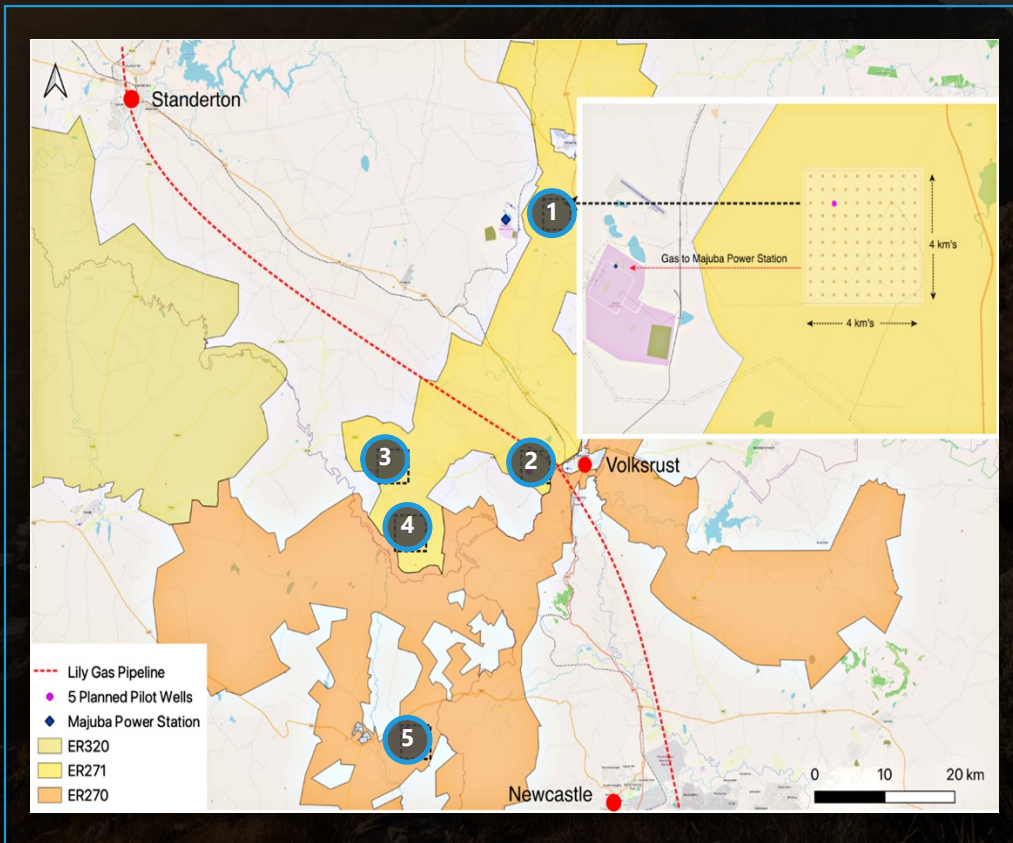 Standerton
1
4 km's
Gas to Majuba Power Station
4 km's
3
2
Volksrust
4
Lily Gas Pipeline
5 Planned Pilot Wells
Majuba Power Station
ER320
ER271
ER270
5
Newcastle
0 10 20 km